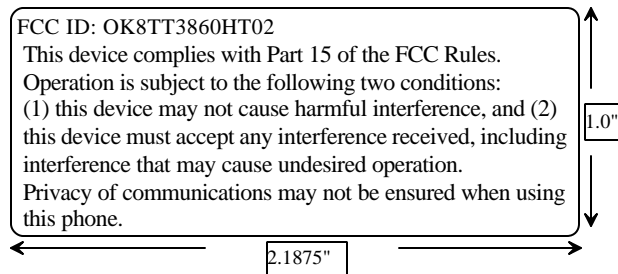 FCC ID: OK8TT3860HT02
This device complies with Part 15 of the FCC Rules.
Operation is subject to the following two conditions:
(1) this device may not cause harmful interference, and (2)
this device must accept any interference received, including
interference that may cause undesired operation.
Privacy of communications may not be ensured when using
this phone.
1.0"
2.1875"